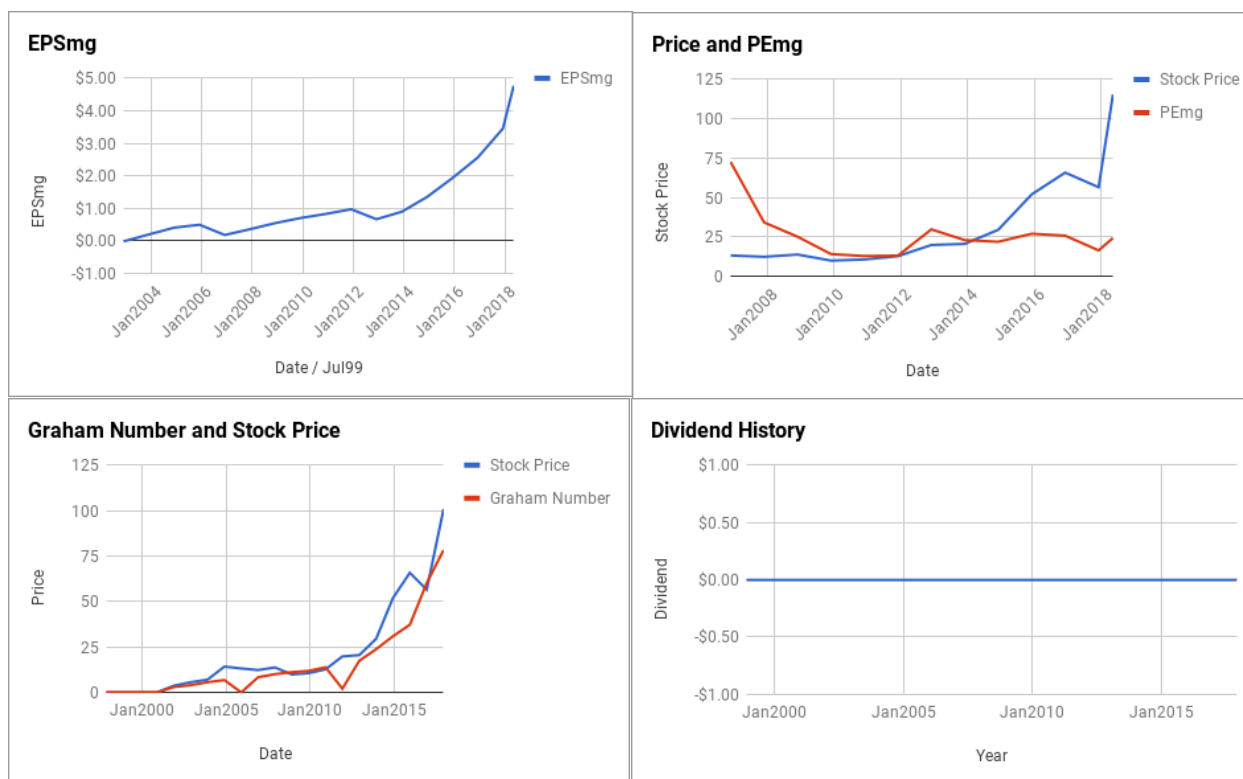 EPSmg
$5.00
$4.00
$3.00
$2.00
$1.00
$0.00
-$1.00
EPSmg
Jan2004
Jan2006
Jan2008
Jan2010
Jan2012
Jan2014
Jan2016
Jan2018
Date / Jul99
EPSmg
Price and PEmg
125
100
75
50
25
0
Stock Price
Jan2008
Jan2010
Jan2012
Jan2014
Jan2016
Jan2018
Date
Stock Price
PEmg
Graham Number and Stock Price
125
100
75
50
25
0
Price
Jan2000
Jan2005
Jan2010
Jan2015
Date
Stock Price
Graham Number
Dividend History
$1.00
$0.50
$0.00
-$0.50
-$1.00
Dividend
Jan2000
Jan2005
Jan2010
Jan2015
Year